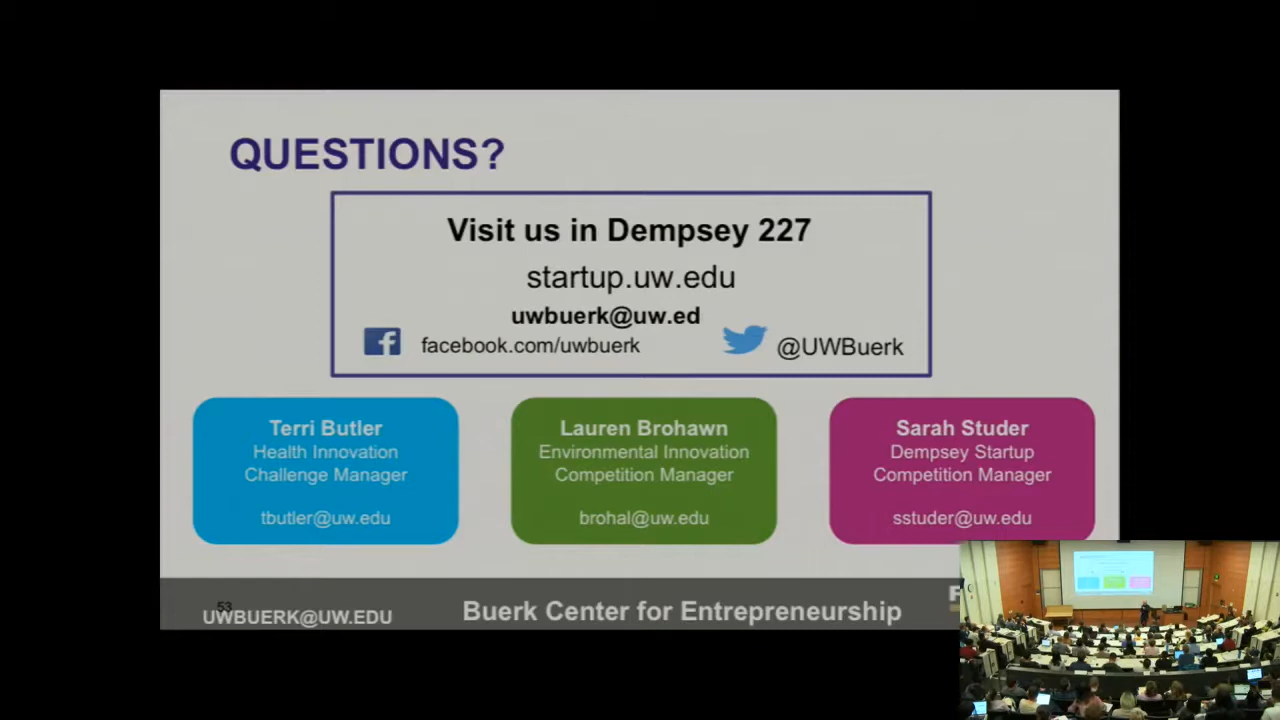 QUESTIONS?
Visit us in Dempsey 227
startup.uw.edu
uwbuerk@uw.ed
facebook.com/uwbuerk
@UWBuerk
Terri Butler
Health Innovation
Challenge Manager
tbutler@uw.edu
Lauren Brohawn
Environmental Innovation
Competition Manager
brohal@uw.edu
Sarah Studer
Dempsey Startup
Competition Manager
sstuder@uw.edu
53
UWBUERK@UW.EDU
Buerk Center for Entrepreneurship